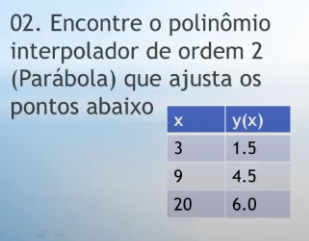 02. Encontre o polinômio
interpolador de ordem 2
(Parábola) que ajusta os
pontos abaixo
x y(x)
3 1.5
9 4.5
20 6.0